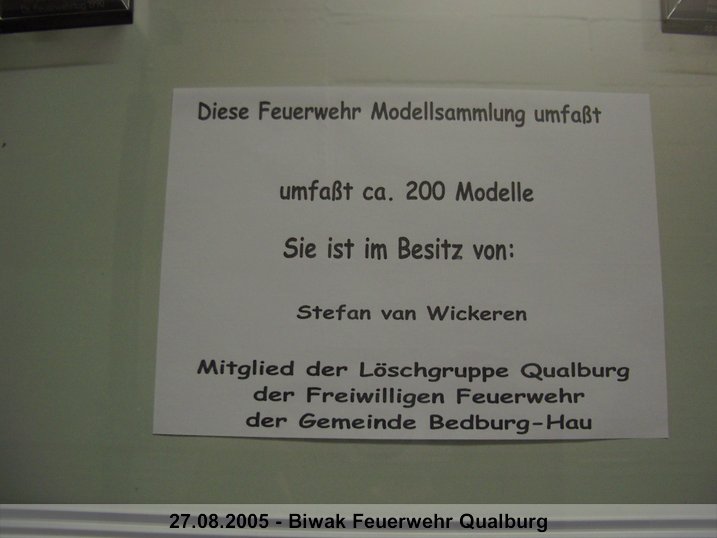 Diese Feuerwehr Modellsammlung umfaßt
umfaßt ca. 200 Modelle
Sie ist im Besitz von:
Stefan van Wickeren
Mitglied der Löschgruppe Qualburg
der Freiwilligen Feuerwehr
der Gemeinde Bedburg-Hau
27.08.2005 - Biwak Feuerwehr Qualburg